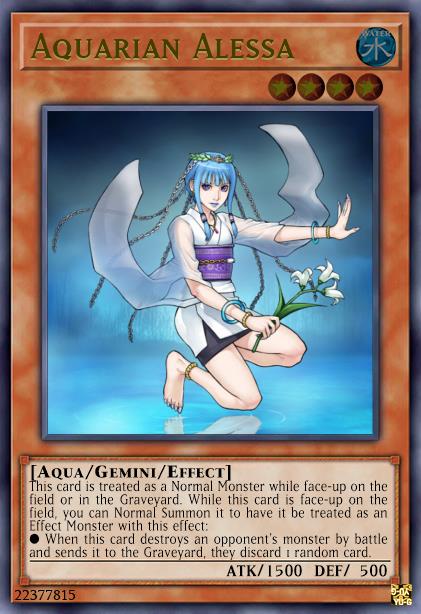 Aquarian Alessa
WATER
水
[Aqua/Gemini/Effect]
This card is treated as a Normal Monster while face-up on the
field or in the Graveyard. While this card is face-up on the
field, you can Normal Summon it to have it be treated as an
Effect Monster with this effect:
● When this card destroys an opponent's monster by battle
and sends it to the Graveyard, they discard 1 random card.
ATK/1500 DEF/ 500
22377815